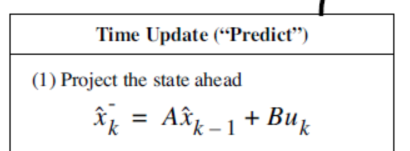 Time Update (“Predict”)
(1) Project the state ahead
x̂ₖ⁻ = Ax̂ₖ₋₁ + Buₖ